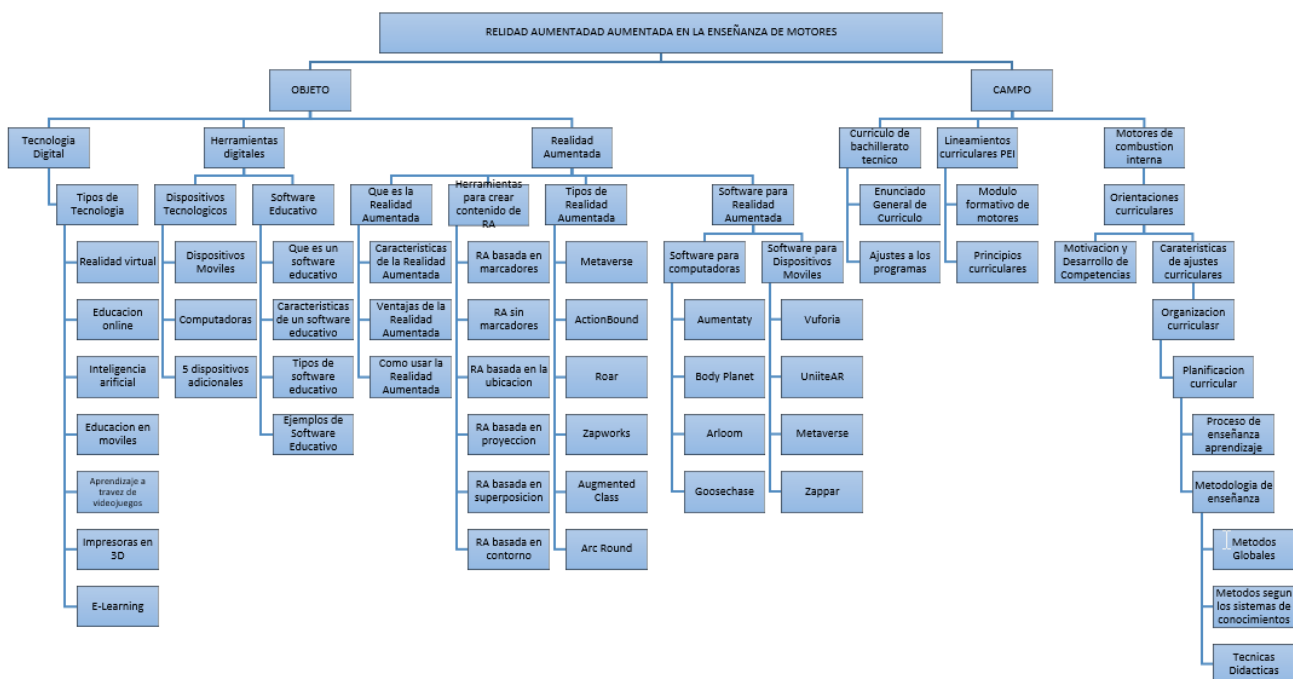 RELIDAD AUMENTADAD AUMENTADA EN LA ENSEÑANZA DE MOTORES
OBJETO
CAMPO
Tecnologia
Digital
Herramientas
digitales
Realidad
Aumentada
Curriculo de
bachillerato
tecnico
Lineamientos
curriculares PEI
Motores de
combustion
interna
Tipos de
Tecnologia
Dispositivos
Tecnologicos
Software
Educativo
Que es la
Realidad
Aumentada
Herramientas
para crear
contenido de
RA
Tipos de
Realidad
Aumentada
Software para
Realidad
Aumentada
Enunciado
General de
Curriculo
Modulo
formativo de
motores
Orientaciones
curriculares
Realidad virtual
Dispositivos
Moviles
Que es un
software
educativo
Caracteristicas
de la Realidad
Aumentada
RA basada en
marcadores
Metaverse
Software para
computadoras
Software para
Dispositivos
Moviles
Ajustes a los
programas
Principios
curriculares
Motivacion y
Desarrollo de
Competencias
Carateristicas
de ajustes
curriculares
Educacion
online
Computadoras
Caracteristicas
de un software
educativo
Ventajas de la
Realidad
Aumentada
RA sin
marcadores
ActionBound
Aumentaty
Vuforia
Organizacion
curriculasr
Inteligencia
arificial
5 dispositivos
adicionales
Tipos de
software
educativo
Como usar la
Realidad
Aumentada
RA basada en la
ubicacion
Roar
Body Planet
UniiteAR
Planificacion
curricular
Educacion en
moviles
Ejemplos de
Software
Educativo
RA basada en
proyeccion
Zapworks
Arloom
Metaverse
Proceso de
enseñanza
aprendizaje
Aprendizaje a
travez de
videojuegos
RA basada en
superposicion
Augmented
Class
Goosechase
Zappar
Metodologia de
enseñanza
Impresoras en
3D
RA basada en
contorno
Arc Round
Metodos
Globales
E-Learning
Metodos segun
los sistemas de
conocimientos
Tecnicas
Didacticas